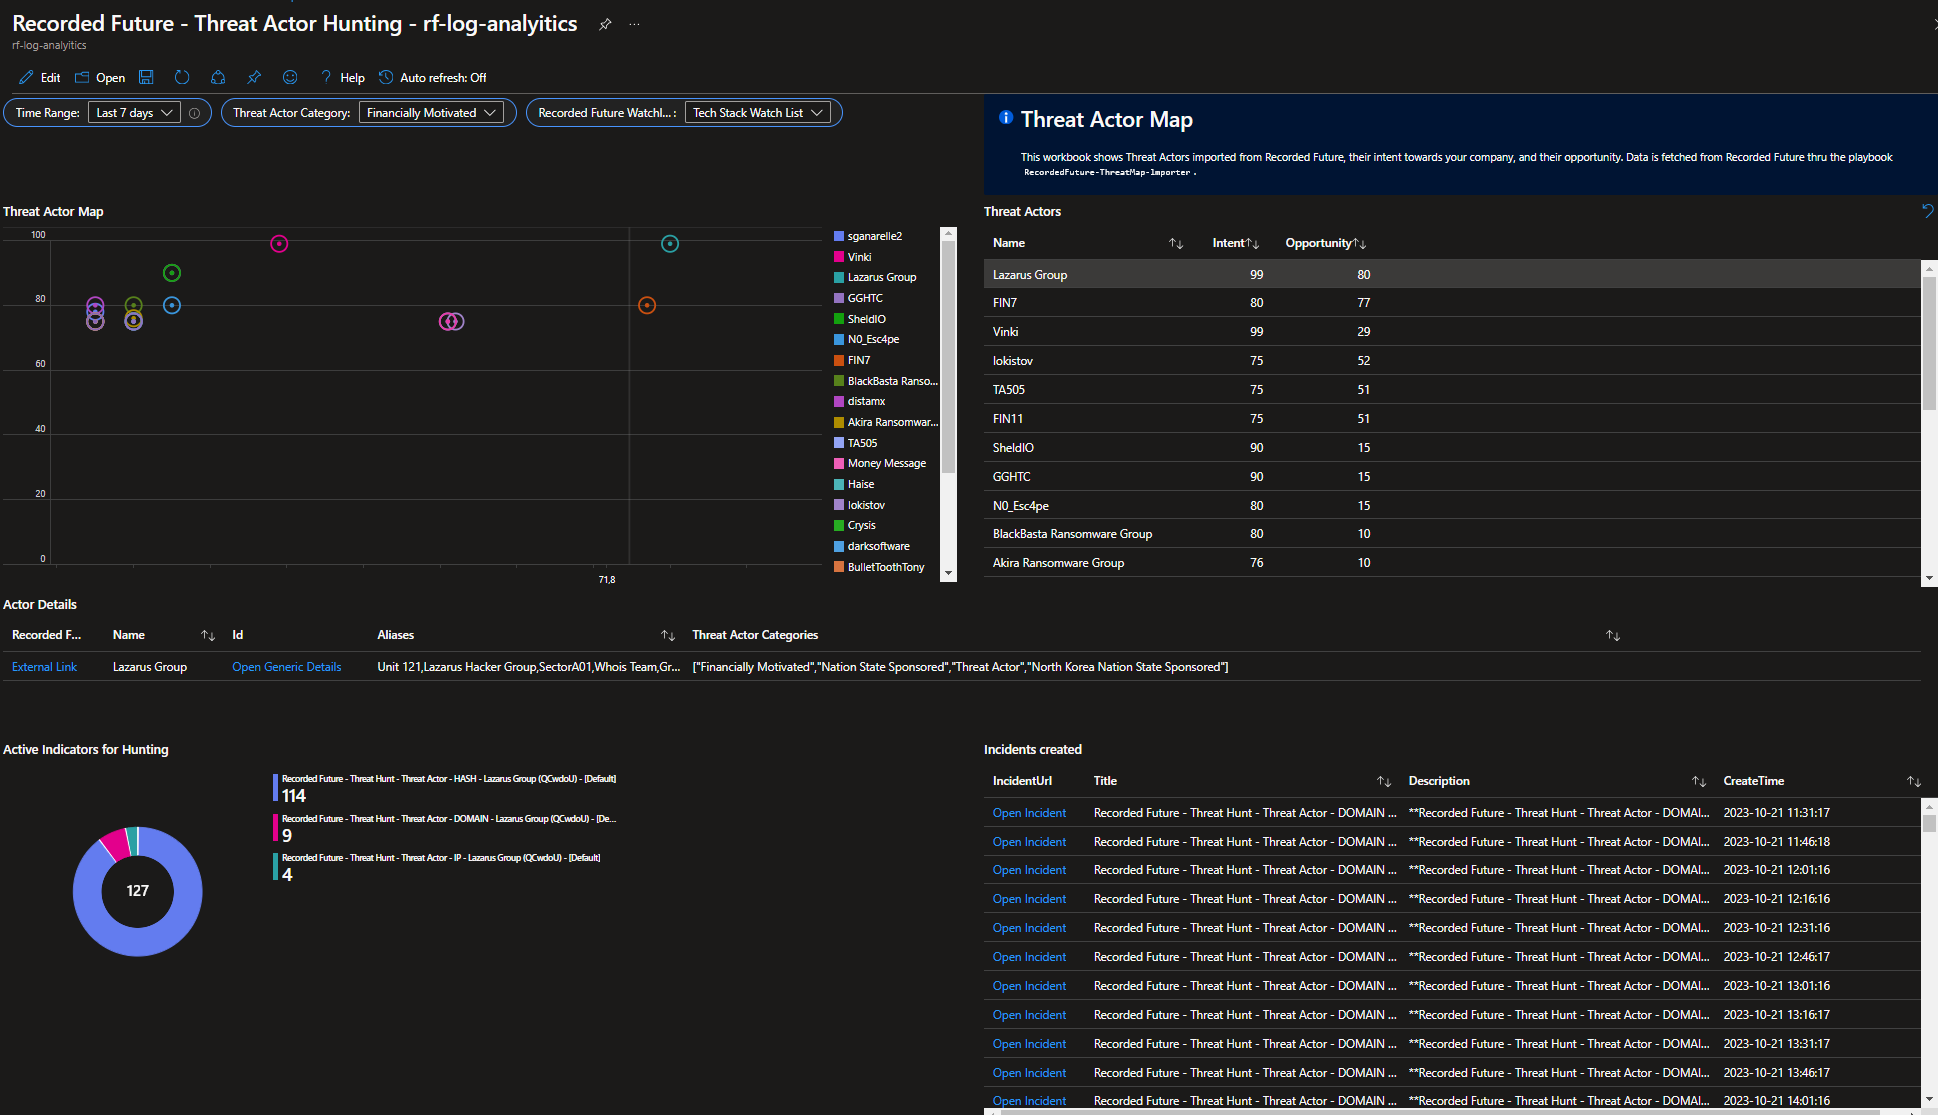 Recorded Future - Threat Actor Hunting - rf-log-analyitics
rf-log-analyitics
Edit Open Help Auto refresh: Off
Time Range: Last 7 days Threat Actor Category: Financially Motivated Recorded Future Watchl... : Tech Stack Watch List
Threat Actor Map
This workbook shows Threat Actors imported from Recorded Future, their intent towards your company, and their opportunity. Data is fetched from Recorded Future thru the playbook
RecordedFuture-ThreatMap-Importer .
Threat Actor Map
100
80
60
40
20
0
71,8
sganarelle2
Vinki
Lazarus Group
GGHTC
SheldIO
N0_Esc4pe
FIN7
BlackBasta Ranso...
distamx
Akira Ransomwar...
TA505
Money Message
Haise
lokistov
Crysis
darksoftware
BulletToothTony
Threat Actors
Name Intent Opportunity
Lazarus Group 99 80
FIN7 80 77
Vinki 99 29
lokistov 75 52
TA505 75 51
FIN11 75 51
SheldIO 90 15
GGHTC 90 15
N0_Esc4pe 80 15
BlackBasta Ransomware Group 80 10
Akira Ransomware Group 76 10
Actor Details
Recorded F... Name Id Aliases Threat Actor Categories
External Link Lazarus Group Open Generic Details Unit 121,Lazarus Hacker Group,SectorA01,Whois Team,Gr... ["Financially Motivated","Nation State Sponsored","Threat Actor","North Korea Nation State Sponsored"]
Active Indicators for Hunting
127
Recorded Future - Threat Hunt - Threat Actor - HASH - Lazarus Group (QCwdoU) - [Default]
114
Recorded Future - Threat Hunt - Threat Actor - DOMAIN - Lazarus Group (QCwdoU) - [De...
9
Recorded Future - Threat Hunt - Threat Actor - IP - Lazarus Group (QCwdoU) - [Default]
4
Incidents created
IncidentUrl Title Description CreateTime
Open Incident Recorded Future - Threat Hunt - Threat Actor - DOMAIN ... **Recorded Future - Threat Hunt - Threat Actor - DOMAI... 2023-10-21 11:31:17
Open Incident Recorded Future - Threat Hunt - Threat Actor - DOMAIN ... **Recorded Future - Threat Hunt - Threat Actor - DOMAI... 2023-10-21 11:46:18
Open Incident Recorded Future - Threat Hunt - Threat Actor - DOMAIN ... **Recorded Future - Threat Hunt - Threat Actor - DOMAI... 2023-10-21 12:01:16
Open Incident Recorded Future - Threat Hunt - Threat Actor - DOMAIN ... **Recorded Future - Threat Hunt - Threat Actor - DOMAI... 2023-10-21 12:16:16
Open Incident Recorded Future - Threat Hunt - Threat Actor - DOMAIN ... **Recorded Future - Threat Hunt - Threat Actor - DOMAI... 2023-10-21 12:31:16
Open Incident Recorded Future - Threat Hunt - Threat Actor - DOMAIN ... **Recorded Future - Threat Hunt - Threat Actor - DOMAI... 2023-10-21 12:46:17
Open Incident Recorded Future - Threat Hunt - Threat Actor - DOMAIN ... **Recorded Future - Threat Hunt - Threat Actor - DOMAI... 2023-10-21 13:01:16
Open Incident Recorded Future - Threat Hunt - Threat Actor - DOMAIN ... **Recorded Future - Threat Hunt - Threat Actor - DOMAI... 2023-10-21 13:16:17
Open Incident Recorded Future - Threat Hunt - Threat Actor - DOMAIN ... **Recorded Future - Threat Hunt - Threat Actor - DOMAI... 2023-10-21 13:31:17
Open Incident Recorded Future - Threat Hunt - Threat Actor - DOMAIN ... **Recorded Future - Threat Hunt - Threat Actor - DOMAI... 2023-10-21 13:46:17
Open Incident Recorded Future - Threat Hunt - Threat Actor - DOMAIN ... **Recorded Future - Threat Hunt - Threat Actor - DOMAI... 2023-10-21 14:01:16